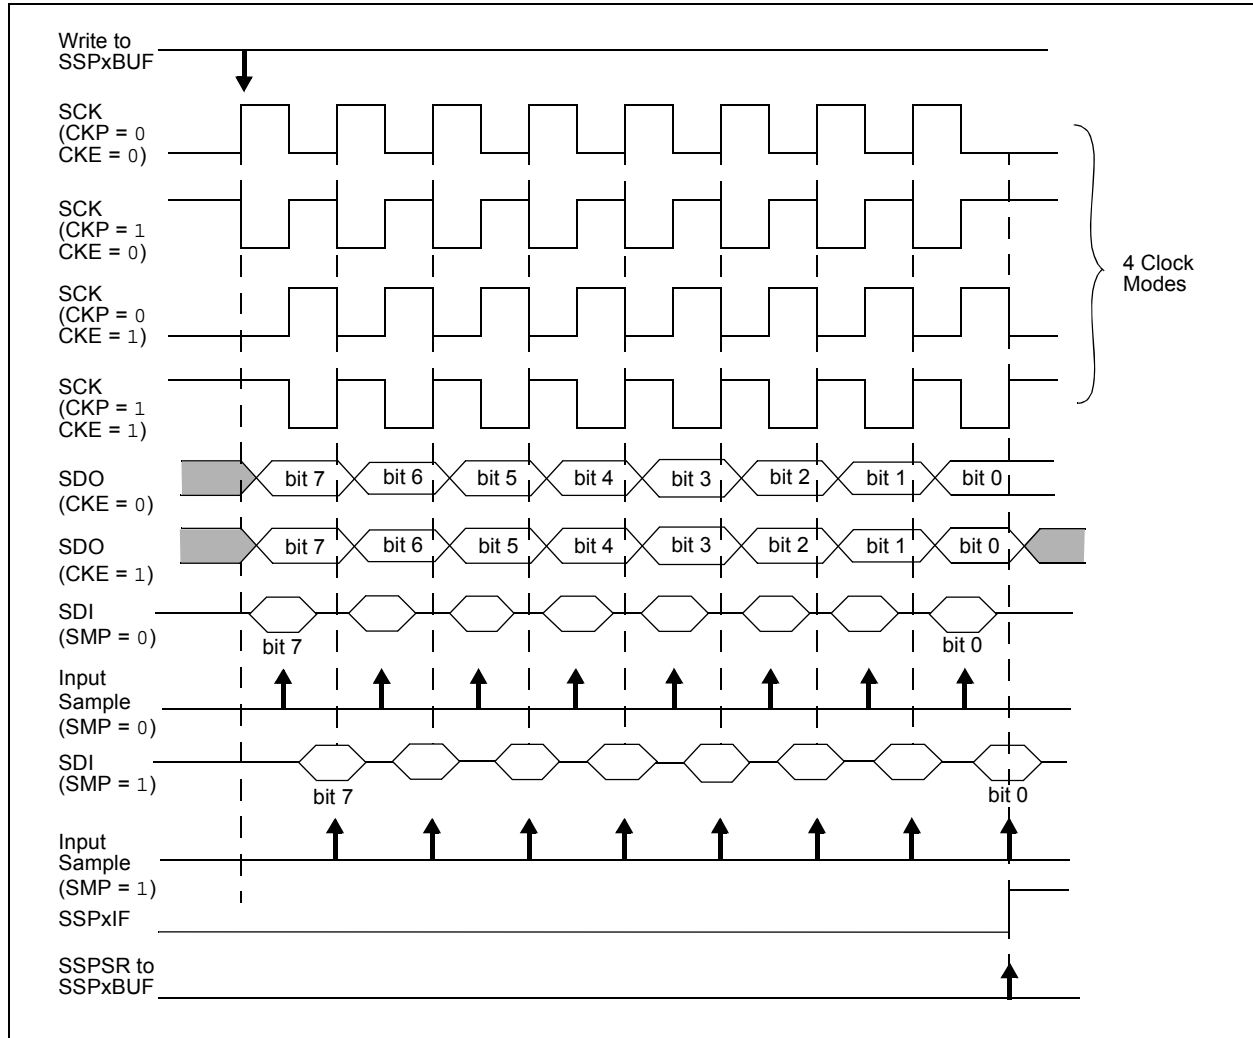 Write to
SSPxBUF
SCK
(CKP = 0
CKE = 0)
SCK
(CKP = 1
CKE = 0)
SCK
(CKP = 0
CKE = 1)
SCK
(CKP = 1
CKE = 1)
4 Clock
Modes
SDO
(CKE = 0)
bit 7 bit 6 bit 5 bit 4 bit 3 bit 2 bit 1 bit 0
SDO
(CKE = 1)
bit 7 bit 6 bit 5 bit 4 bit 3 bit 2 bit 1 bit 0
SDI
(SMP = 0)
bit 7 bit 0
Input
Sample
(SMP = 0)
SDI
(SMP = 1)
bit 7 bit 0
Input
Sample
(SMP = 1)
SSPxIF
SSPSR to
SSPxBUF